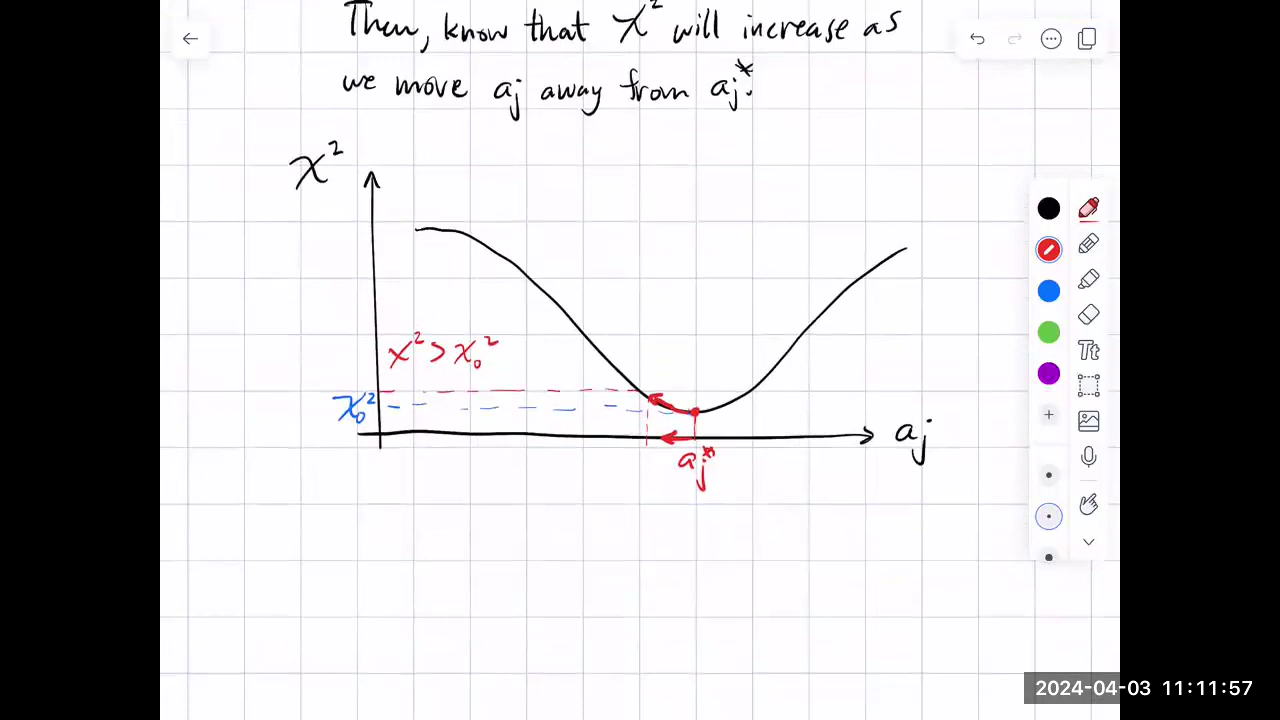 Then, know that χ² will increase as
we move aj away from aj*.
χ²
χ² > χ₀²
χ₀²
aj
aj*
Tt
2024-04-03 11:11:57